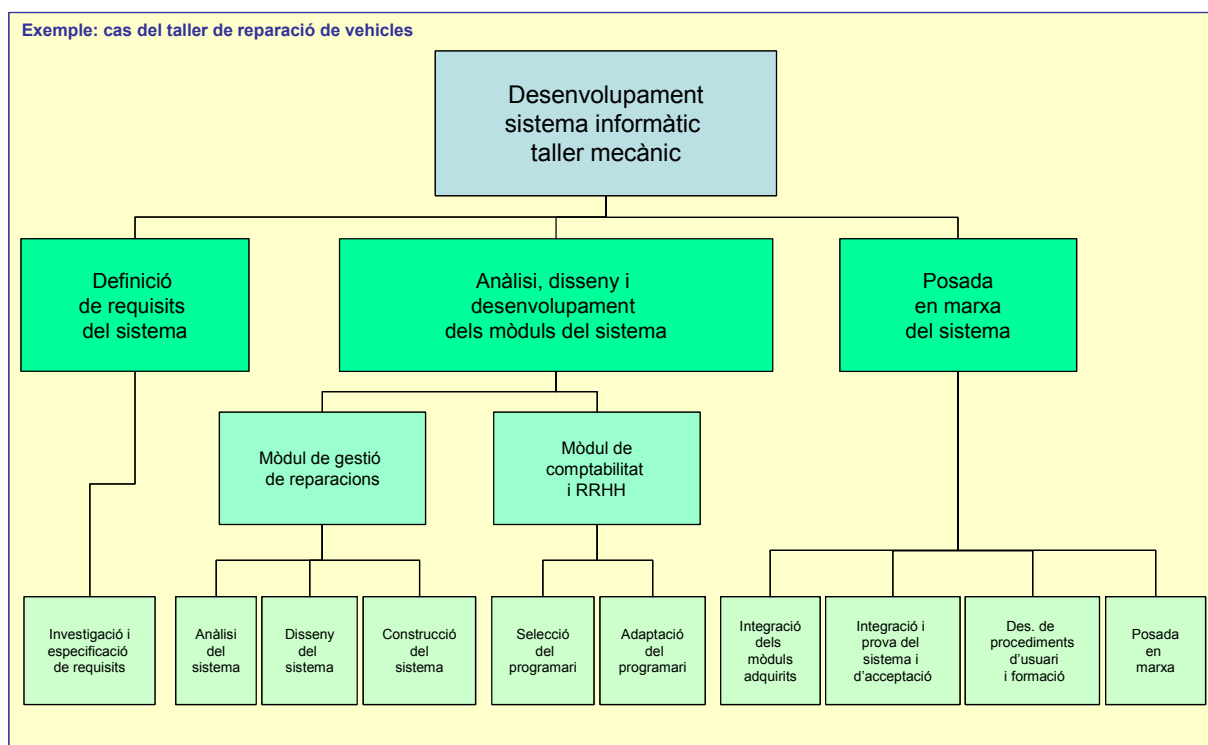 Exemple: cas del taller de reparació de vehicles
Desenvolupament
sistema informàtic
taller mecànic
Definició
de requisits
del sistema
Anàlisi, disseny i
desenvolupament
dels mòduls del sistema
Posada
en marxa
del sistema
Mòdul de gestió
de reparacions
Mòdul de
comptabilitat
i RRHH
Investigació i
especificació
de requisits
Anàlisi
del
sistema
Disseny
del
sistema
Construcció
del
sistema
Selecció
del
programari
Adaptació
del
programari
Integració
dels
mòduls
adquirits
Integració i
prova del
sistema i
d’acceptació
Des. de
procediments
d’usuari
i formació
Posada
en
marxa